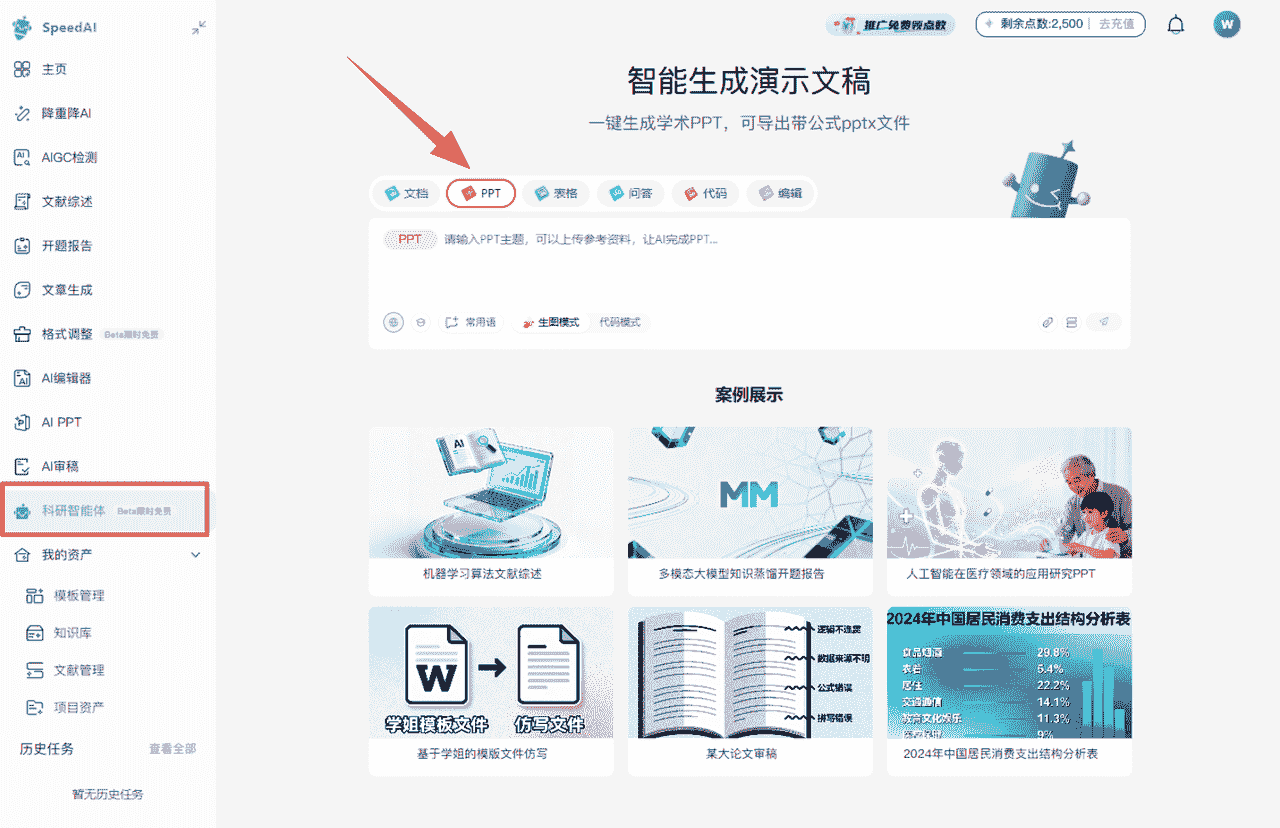 SpeedAI
主页
降重降AI
AIGC检测
文献综述
开题报告
文章生成
格式调整 Beta限时免费
AI编辑器
AI PPT
AI审稿
科研智能体 Beta限时免费
我的资产
模板管理
知识库
文献管理
项目资产
历史任务 查看全部
暂无历史任务
推广免费领点数 剩余点数:2,500 去充值 W
智能生成演示文稿
一键生成学术PPT，可导出带公式pptx文件
文档 PPT 表格 问答 代码 编辑
PPT 请输入PPT主题，可以上传参考资料，让AI完成PPT...
常用语 生图模式 代码模式
案例展示
AI
机器学习算法文献综述
MM
多模态大模型知识蒸馏开题报告
人工智能在医疗领域的应用研究PPT
W
学姐模板文件 仿写文件
基于学姐的模版文件仿写
逻辑不连贯
数据来源不明
公式错误
拼写错误
某大论文审稿
2024年中国居民消费支出结构分析表
食品烟酒 29.8%
衣着 5.4%
居住 22.2%
交通通信 14.1%
教育文化娱乐 11.3%
9%
2024年中国居民消费支出结构分析表